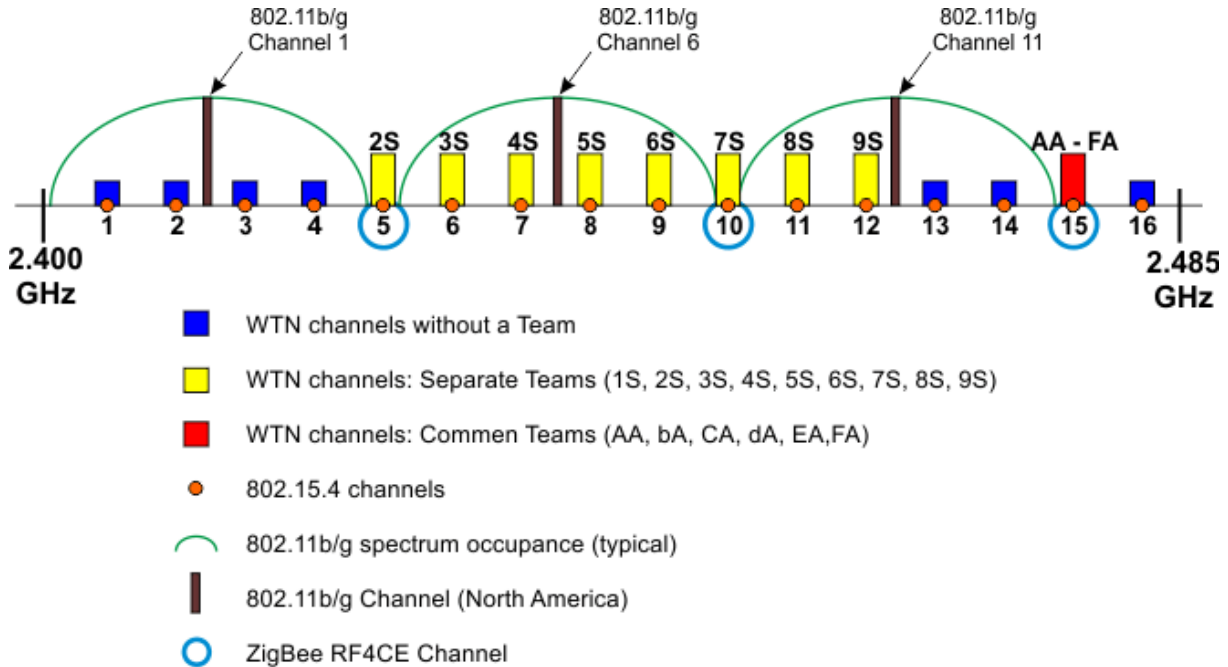 802.11b/g
Channel 1
802.11b/g
Channel 6
802.11b/g
Channel 11
2S 3S 4S 5S 6S 7S 8S 9S AA - FA
1 2 3 4 5 6 7 8 9 10 11 12 13 14 15 16
2.400
GHz
2.485
GHz
WTN channels without a Team
WTN channels: Separate Teams (1S, 2S, 3S, 4S, 5S, 6S, 7S, 8S, 9S)
WTN channels: Commen Teams (AA, bA, CA, dA, EA,FA)
802.15.4 channels
802.11b/g spectrum occupance (typical)
802.11b/g Channel (North America)
ZigBee RF4CE Channel